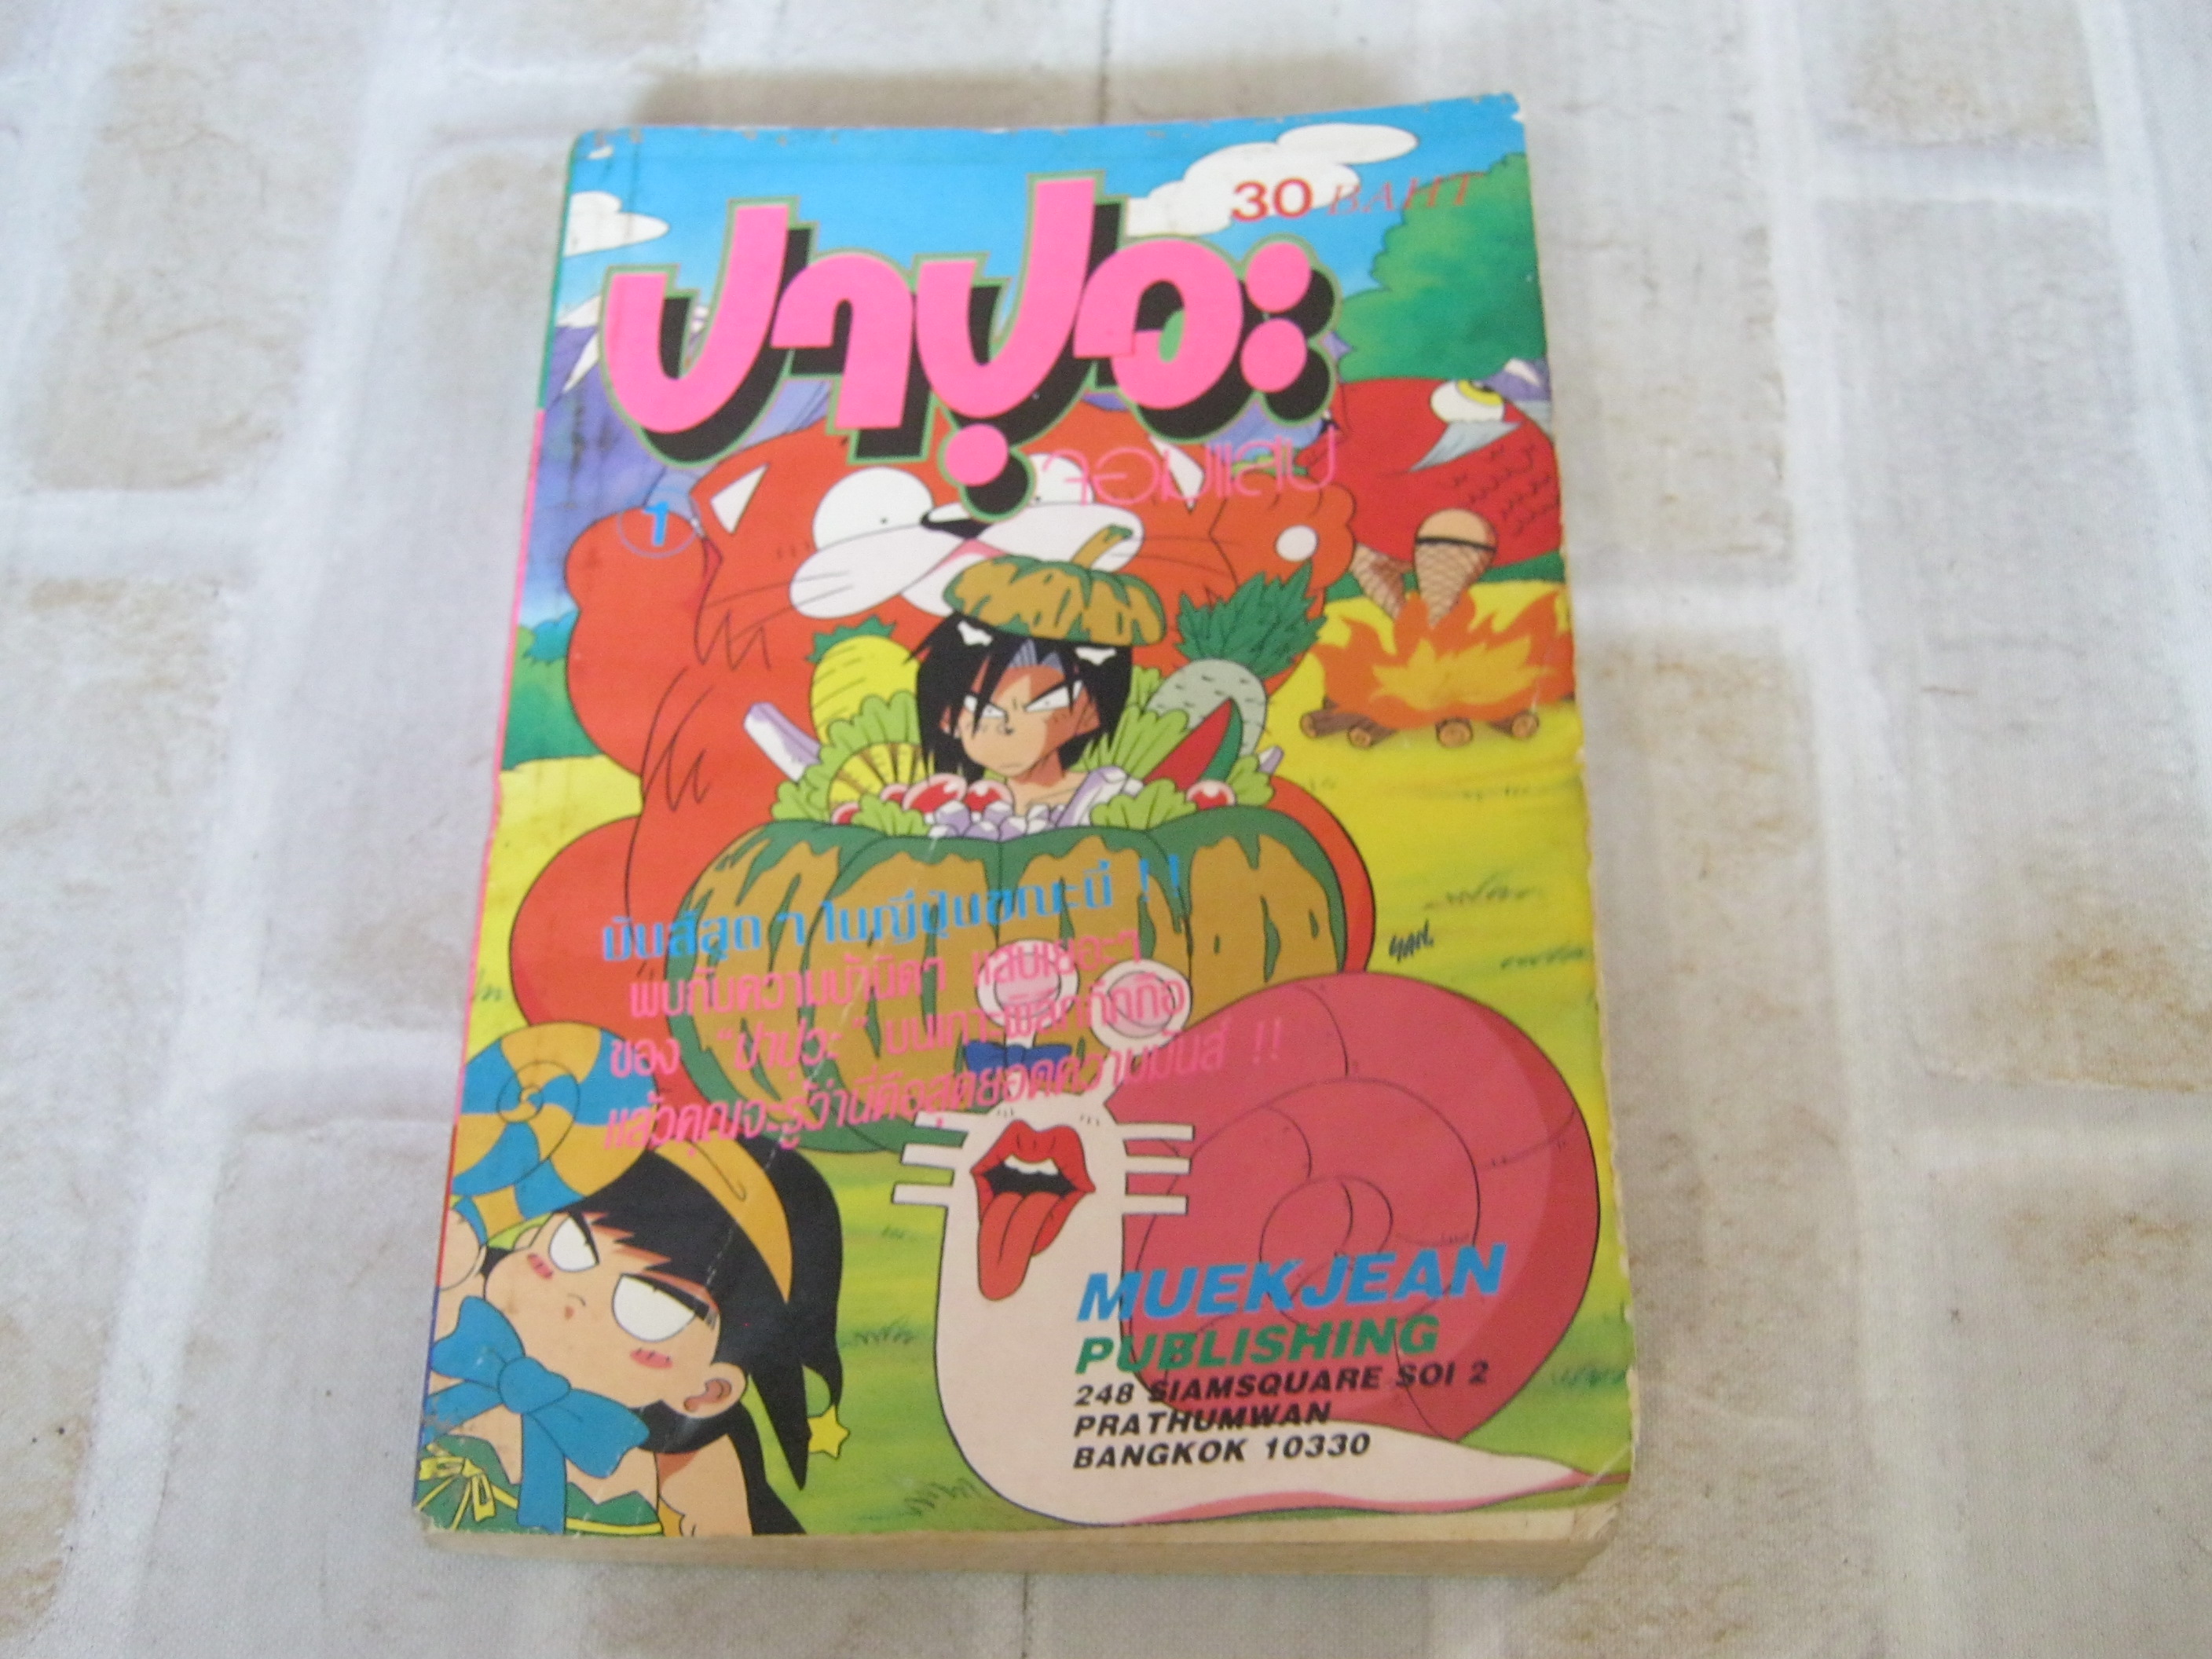 30 BAHT
ปาปุวะ
จอมแสบ
1
มันส์สุด ๆ ในญี่ปุ่นขณะนี้ !!
พบกับความบ้านิดๆ แสบเยอะๆ
ของ "ปาปุวะ" บนเกาะพิลึกกึกกือ
แล้วคุณจะรู้ว่านี่คือสุดยอดความมันส์ !!
YAN.
MUEKJEAN
PUBLISHING
248 SIAMSQUARE SOI 2
PRATHUMWAN
BANGKOK 10330